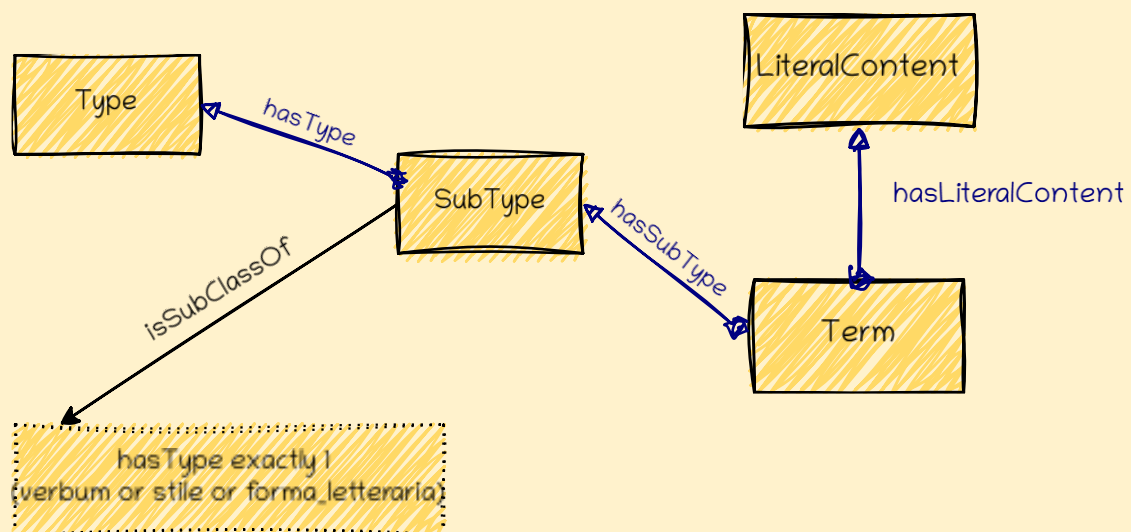 LiteralContent
Type
hasType
SubType
hasLiteralContent
hasSubType
isSubClassOf
Term
hasType exactly 1
(verbum or stile or forma_letteraria)